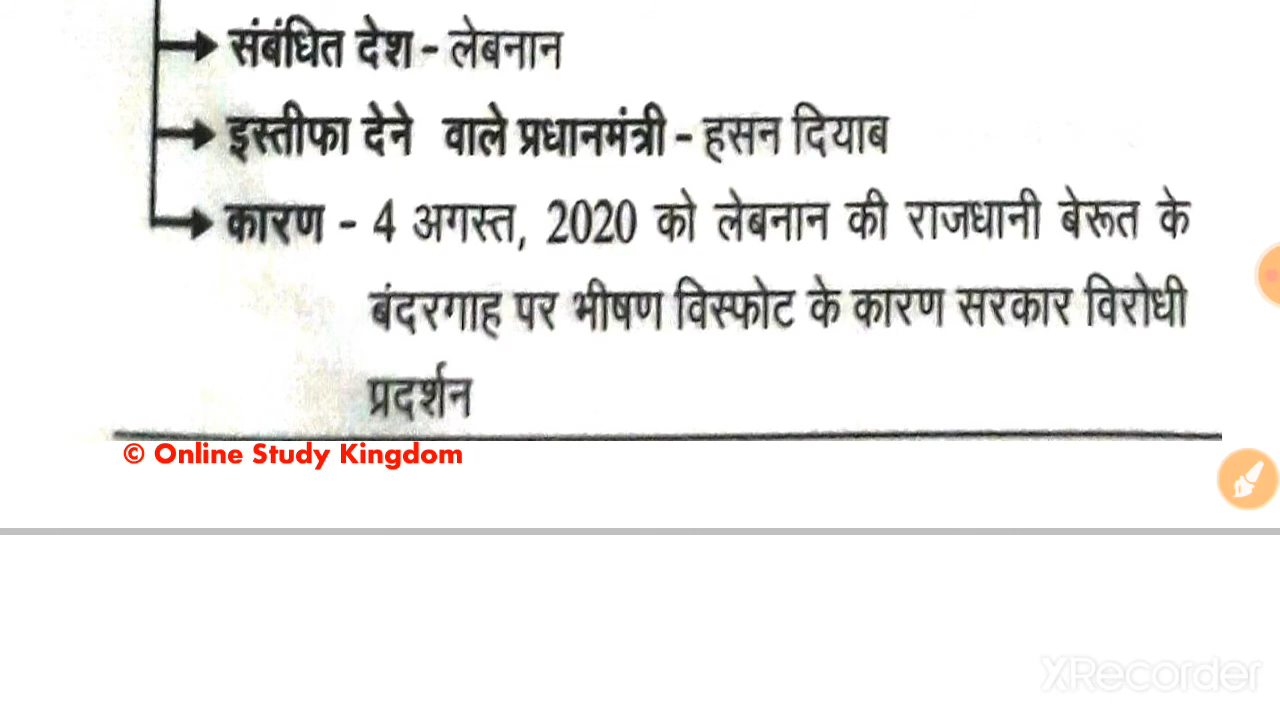 संबंधित देश - लेबनान
इस्तीफा देने वाले प्रधानमंत्री - हसन दियाब
कारण - 4 अगस्त, 2020 को लेबनान की राजधानी बेरूत के
बंदरगाह पर भीषण विस्फोट के कारण सरकार विरोधी
प्रदर्शन
© Online Study Kingdom
XRecorder